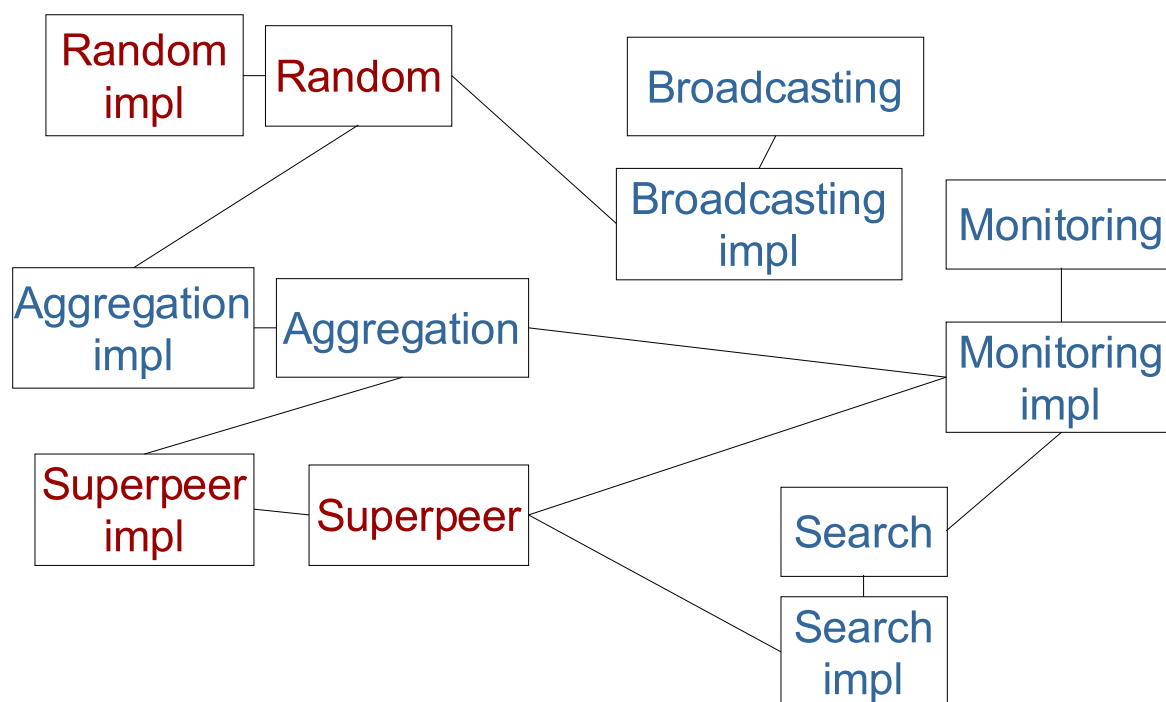 Random
impl
Random
Broadcasting
Broadcasting
impl
Monitoring
Aggregation
impl
Aggregation
Monitoring
impl
Superpeer
impl
Superpeer
Search
Search
impl